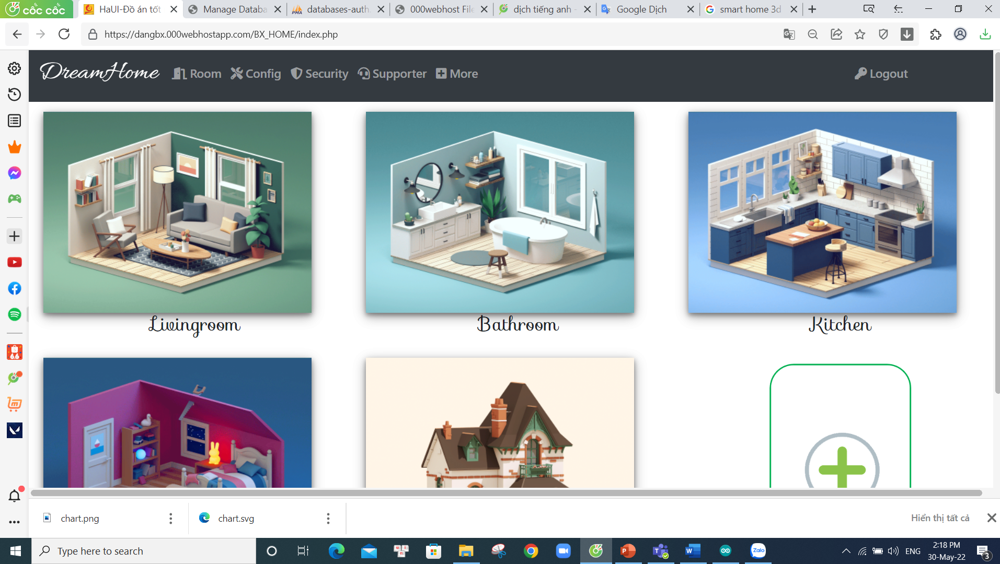 cốc cốc
HaUI-Đồ án tốt
Manage Databa
databases-auth.
000webhost File
dịch tiếng anh -
Google Dịch
smart home 3d
https://dangbx.000webhostapp.com/BX_HOME/index.php
DreamHome Room Config Security Supporter More Logout
Livingroom
Bathroom
Kitchen
chart.png
chart.svg
Hiển thị tất cả
Type here to search
Zalo
ENG
2:18 PM
30-May-22
3